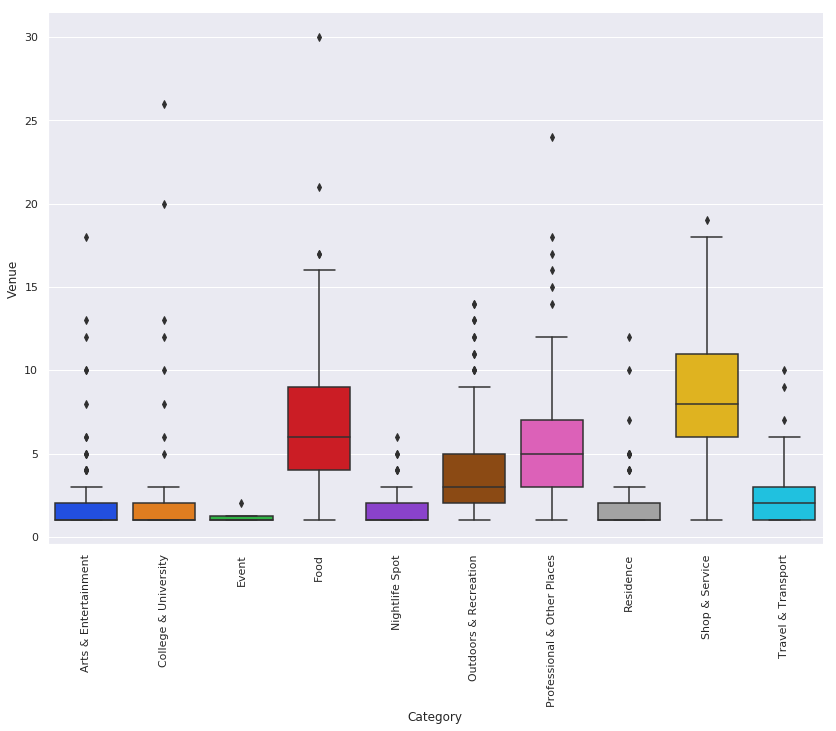 30
25
20
15
10
5
0
Venue
Arts & Entertainment
College & University
Event
Food
Nightlife Spot
Outdoors & Recreation
Professional & Other Places
Residence
Shop & Service
Travel & Transport
Category